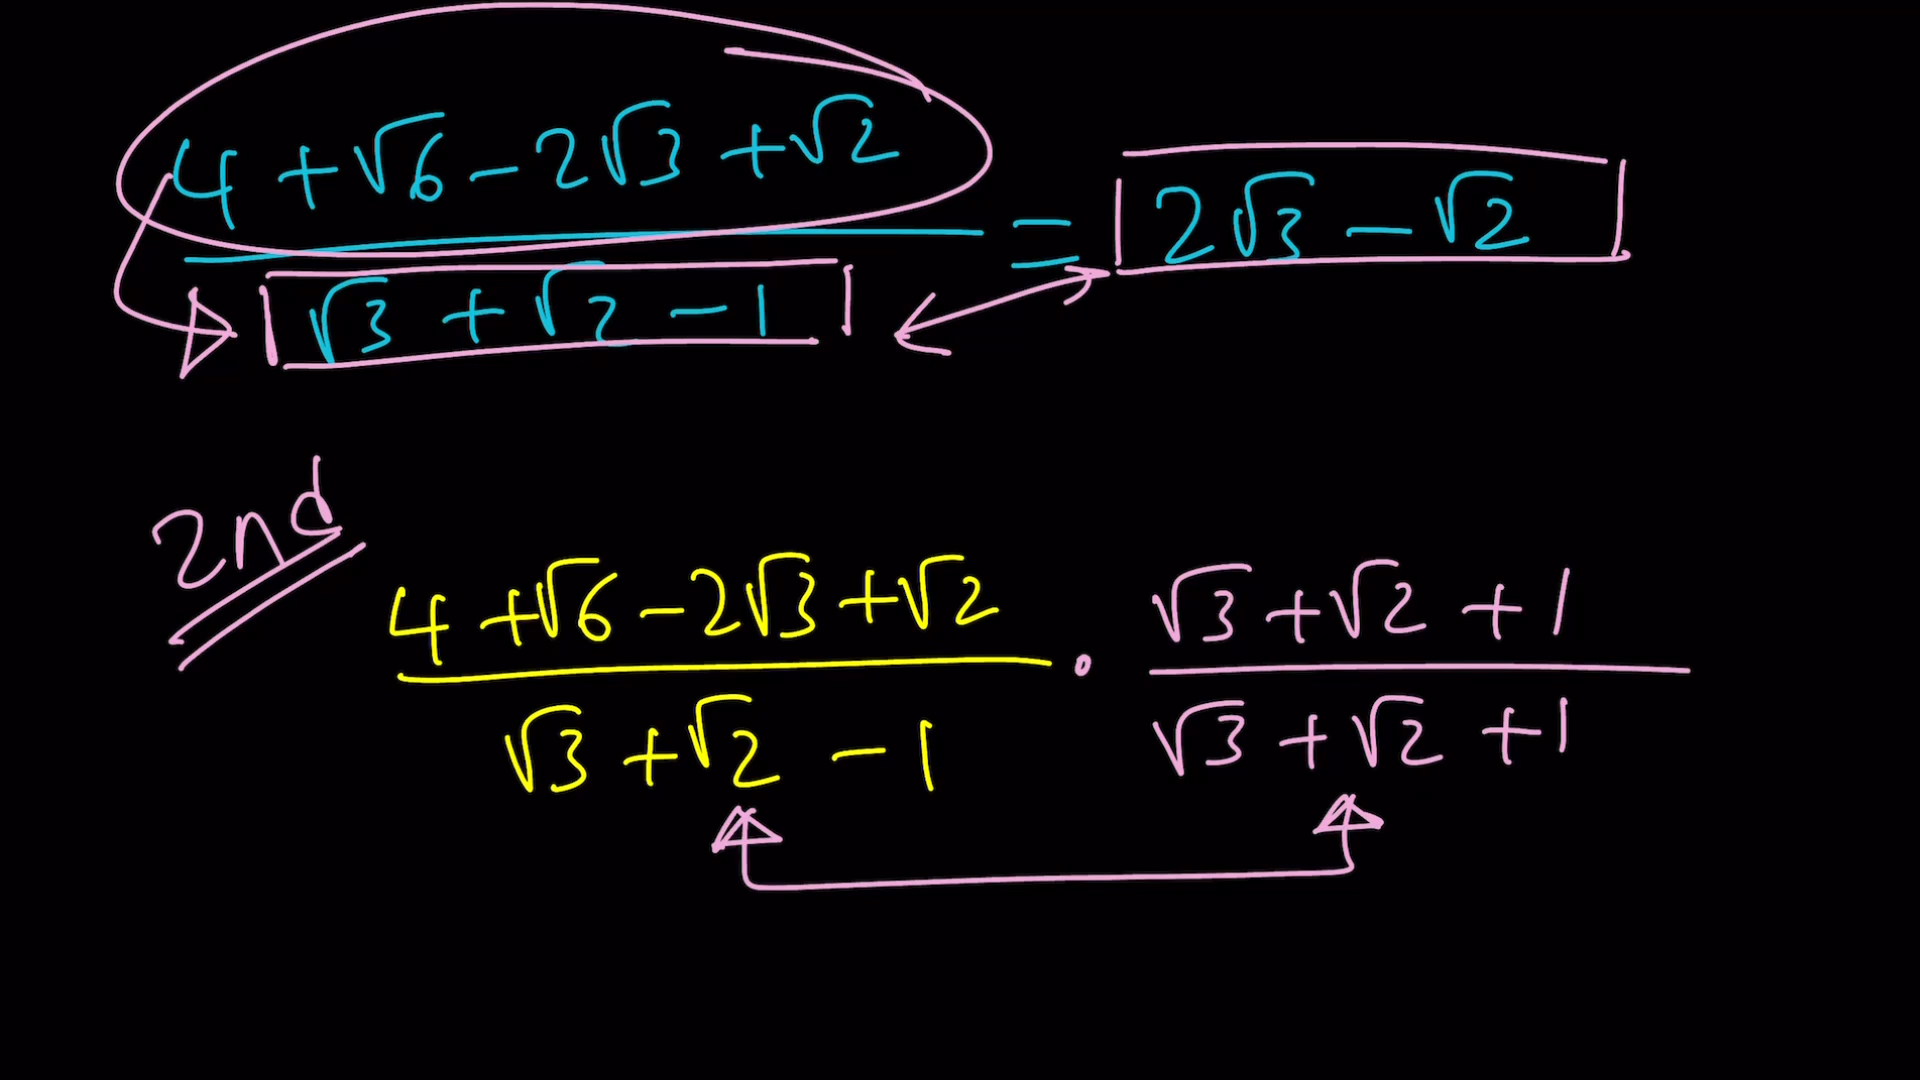 4 + √6 - 2√3 + √2
= 2√3 - √2
√3 + √2 - 1
2nd
4 + √6 - 2√3 + √2 √3 + √2 + 1
·
√3 + √2 - 1 √3 + √2 + 1